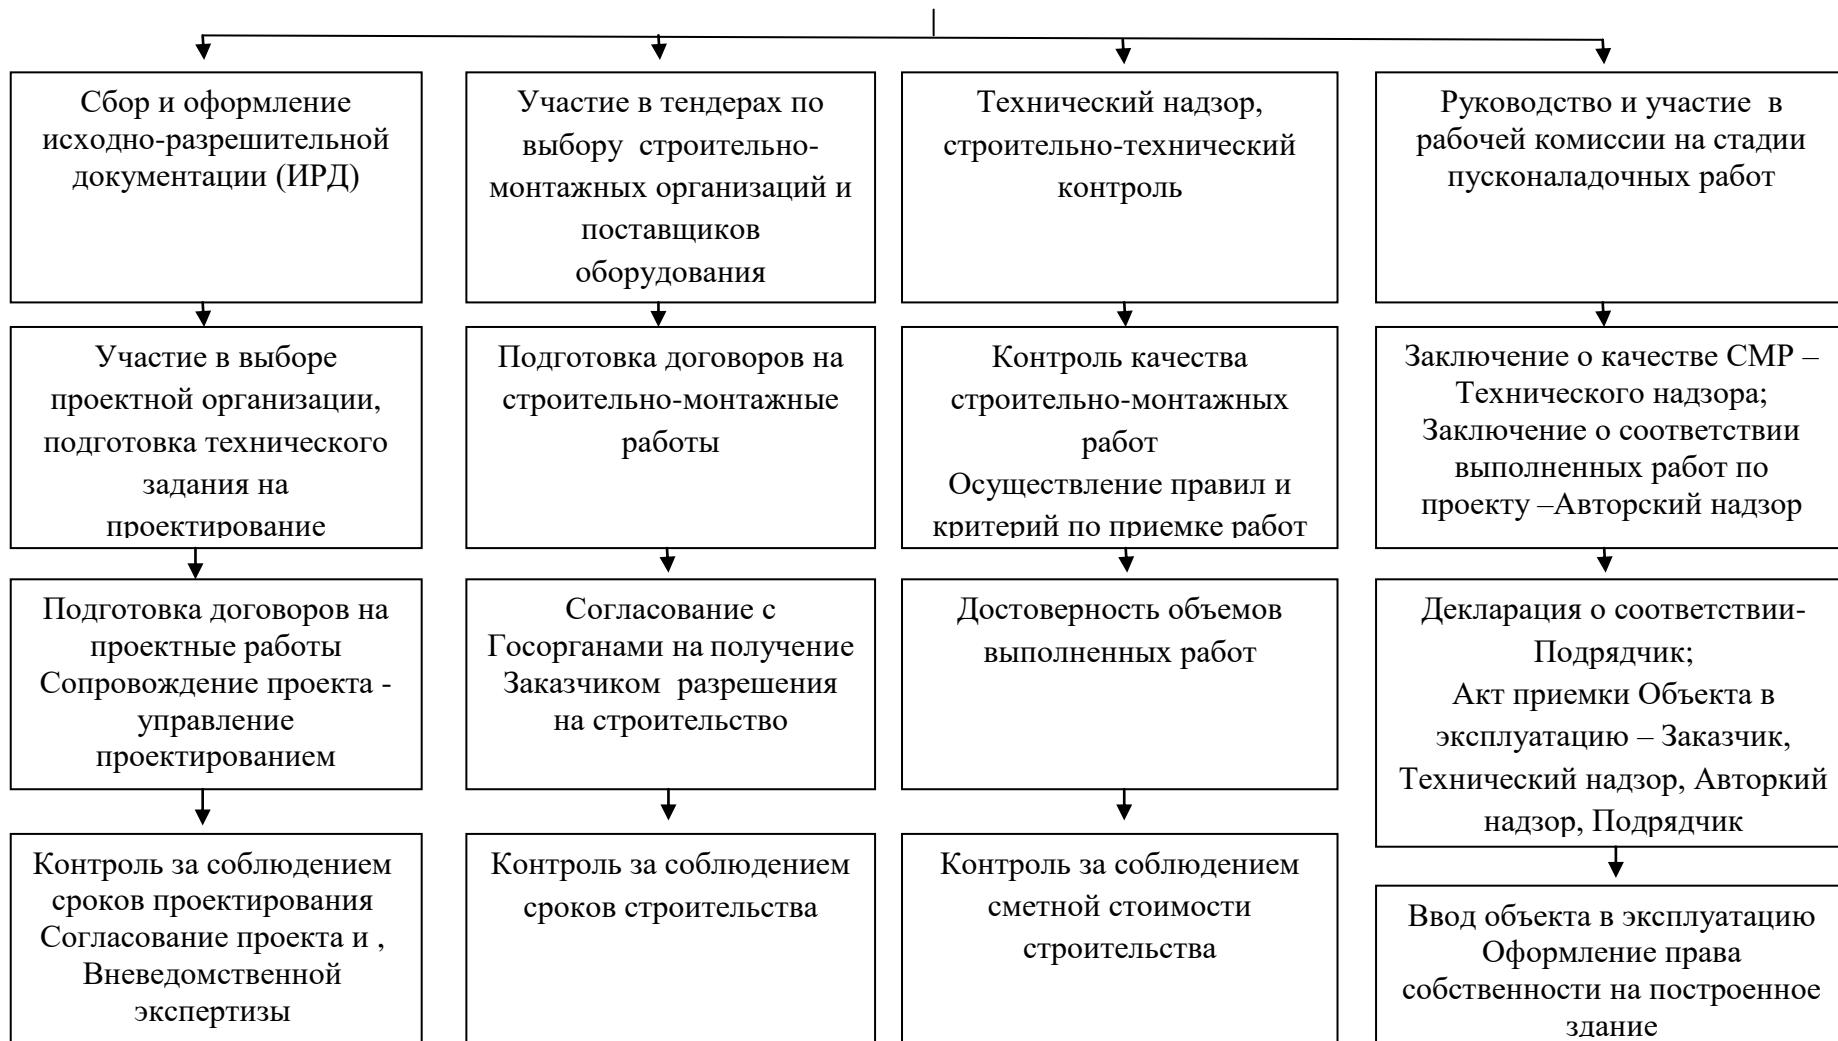 Сбор и оформление
исходно-разрешительной
документации (ИРД)
Участие в тендерах по
выбору строительно-
монтажных организаций и
поставщиков
оборудования
Технический надзор,
строительно-технический
контроль
Руководство и участие в
рабочей комиссии на стадии
пусконаладочных работ
Участие в выборе
проектной организации,
подготовка технического
задания на
проектирование
Подготовка договоров на
строительно-монтажные
работы
Контроль качества
строительно-монтажных
работ
Осуществление правил и
критерий по приемке работ
Заключение о качестве СМР –
Технического надзора;
Заключение о соответствии
выполненных работ по
проекту –Авторский надзор
Подготовка договоров на
проектные работы
Сопровождение проекта -
управление
проектированием
Согласование с
Госорганами на получение
Заказчиком разрешения
на строительство
Достоверность объемов
выполненных работ
Декларация о соответствии-
Подрядчик;
Акт приемки Объекта в
эксплуатацию – Заказчик,
Технический надзор, Авторкий
надзор, Подрядчик
Контроль за соблюдением
сроков проектирования
Согласование проекта и ,
Вневедомственной
экспертизы
Контроль за соблюдением
сроков строительства
Контроль за соблюдением
сметной стоимости
строительства
Ввод объекта в эксплуатацию
Оформление права
собственности на построенное
здание